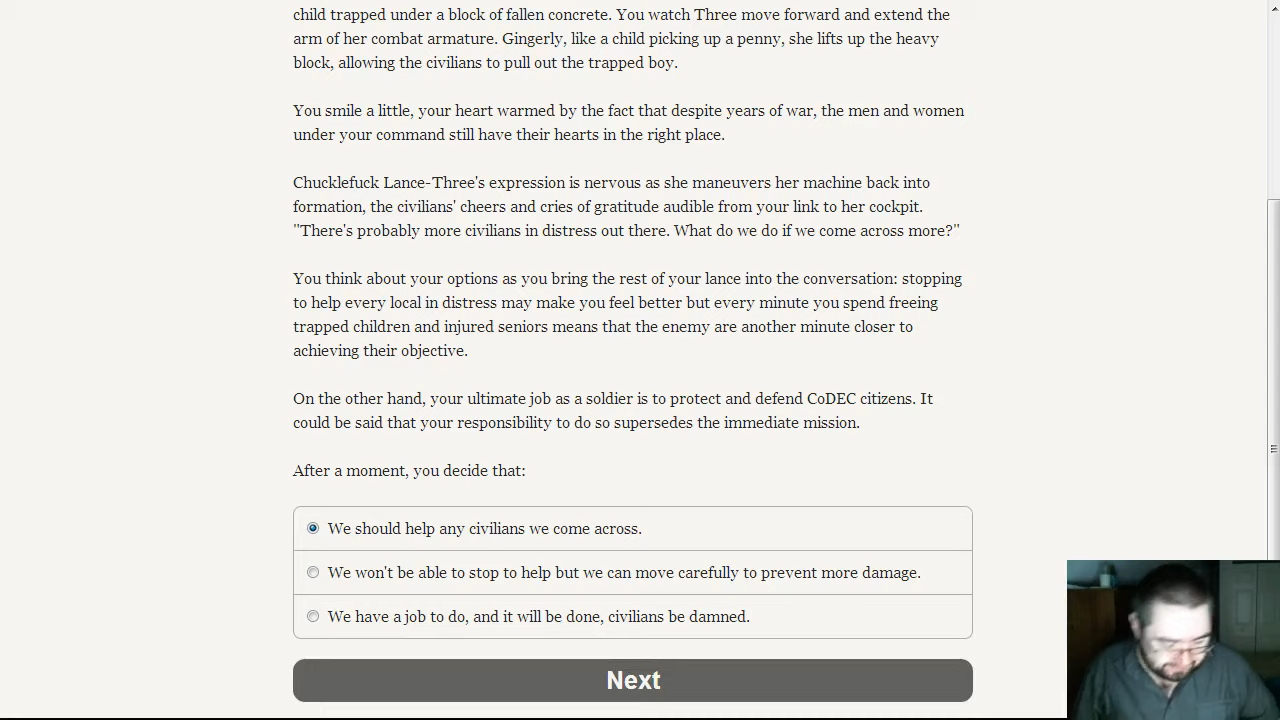 child trapped under a block of fallen concrete. You watch Three move forward and extend the
arm of her combat armature. Gingerly, like a child picking up a penny, she lifts up the heavy
block, allowing the civilians to pull out the trapped boy.
You smile a little, your heart warmed by the fact that despite years of war, the men and women
under your command still have their hearts in the right place.
Chucklefuck Lance-Three's expression is nervous as she maneuvers her machine back into
formation, the civilians' cheers and cries of gratitude audible from your link to her cockpit.
"There's probably more civilians in distress out there. What do we do if we come across more?"
You think about your options as you bring the rest of your lance into the conversation: stopping
to help every local in distress may make you feel better but every minute you spend freeing
trapped children and injured seniors means that the enemy are another minute closer to
achieving their objective.
On the other hand, your ultimate job as a soldier is to protect and defend CoDEC citizens. It
could be said that your responsibility to do so supersedes the immediate mission.
After a moment, you decide that:
We should help any civilians we come across.
We won't be able to stop to help but we can move carefully to prevent more damage.
We have a job to do, and it will be done, civilians be damned.
Next